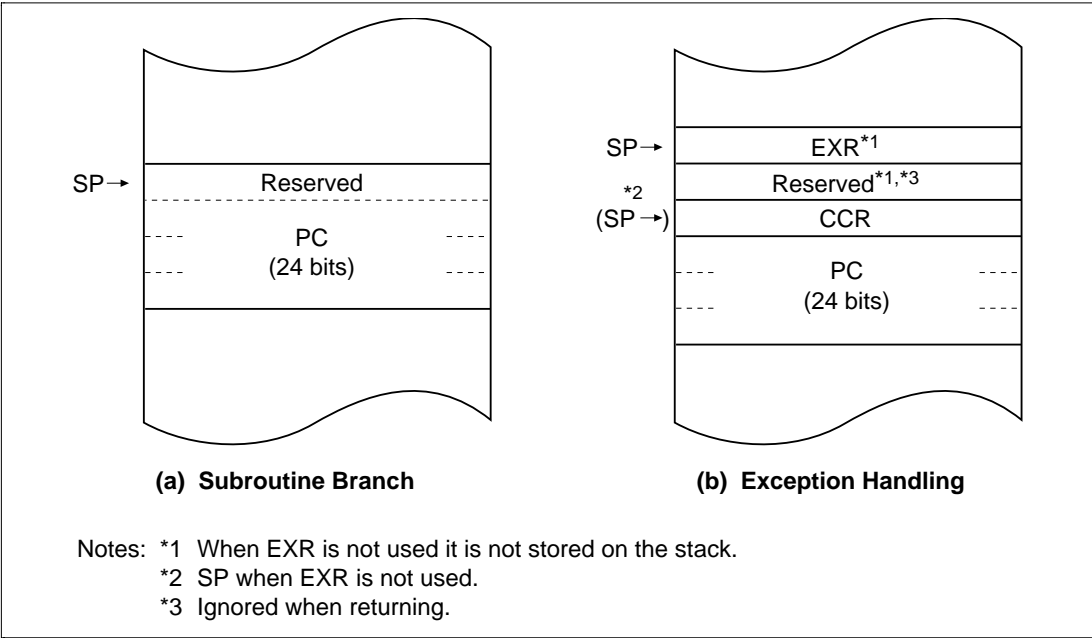 SP→
Reserved
PC
(24 bits)
(a) Subroutine Branch
SP→
EXR*1
Reserved*1,*3
*2
(SP→)
CCR
PC
(24 bits)
(b) Exception Handling
Notes: *1 When EXR is not used it is not stored on the stack.
*2 SP when EXR is not used.
*3 Ignored when returning.